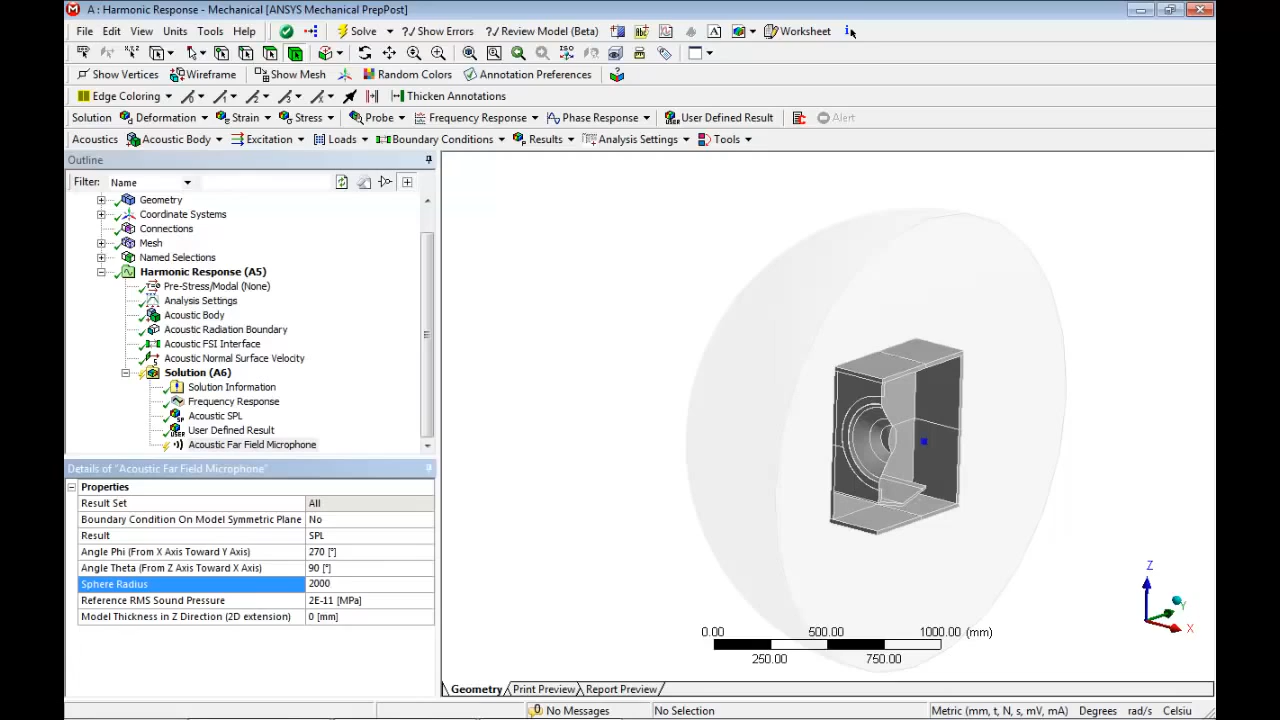 A : Harmonic Response - Mechanical [ANSYS Mechanical PrepPost]
File Edit View Units Tools Help Solve ?/ Show Errors ?/ Review Model (Beta) A Worksheet
Show Vertices Wireframe Show Mesh Random Colors Annotation Preferences
Edge Coloring Thicken Annotations
Solution Deformation Strain Stress Probe Frequency Response Phase Response User Defined Result Alert
Acoustics Acoustic Body Excitation Loads Boundary Conditions Results Analysis Settings Tools
Outline
Filter: Name
Geometry
Coordinate Systems
Connections
Mesh
Named Selections
Harmonic Response (A5)
Pre-Stress/Modal (None)
Analysis Settings
Acoustic Body
Acoustic Radiation Boundary
Acoustic FSI Interface
Acoustic Normal Surface Velocity
Solution (A6)
Solution Information
Frequency Response
Acoustic SPL
User Defined Result
Acoustic Far Field Microphone
Details of "Acoustic Far Field Microphone"
Properties
Result Set All
Boundary Condition On Model Symmetric Plane No
Result SPL
Angle Phi (From X Axis Toward Y Axis) 270 [°]
Angle Theta (From Z Axis Toward X Axis) 90 [°]
Sphere Radius 2000
Reference RMS Sound Pressure 2E-11 [MPa]
Model Thickness in Z Direction (2D extension) 0 [mm]
Z
Y
X
0.00 500.00 1000.00 (mm)
250.00 750.00
Geometry Print Preview Report Preview
0 No Messages No Selection Metric (mm, t, N, s, mV, mA) Degrees rad/s Celsiu